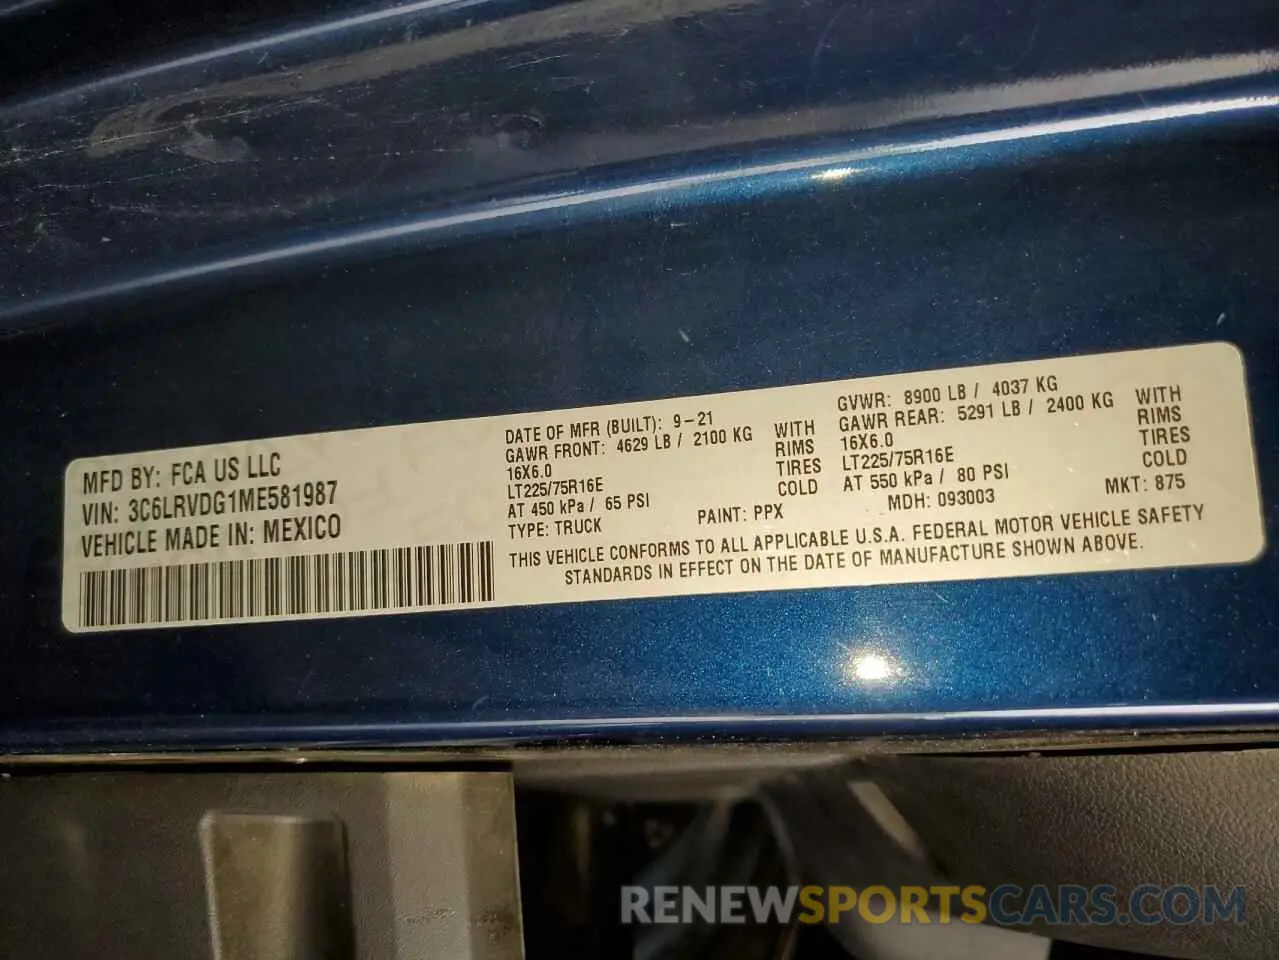 MFD BY: FCA US LLC
VIN: 3C6LRVDG1ME581987
VEHICLE MADE IN: MEXICO
DATE OF MFR (BUILT): 9-21
GAWR FRONT: 4629 LB / 2100 KG WITH
16X6.0 RIMS
LT225/75R16E TIRES
AT 450 kPa / 65 PSI COLD
TYPE: TRUCK PAINT: PPX
GVWR: 8900 LB / 4037 KG
GAWR REAR: 5291 LB / 2400 KG WITH
16X6.0 RIMS
LT225/75R16E TIRES
AT 550 kPa / 80 PSI COLD
MDH: 093003 MKT: 875
THIS VEHICLE CONFORMS TO ALL APPLICABLE U.S.A. FEDERAL MOTOR VEHICLE SAFETY
STANDARDS IN EFFECT ON THE DATE OF MANUFACTURE SHOWN ABOVE.
RENEWSPORTSCARS.COM